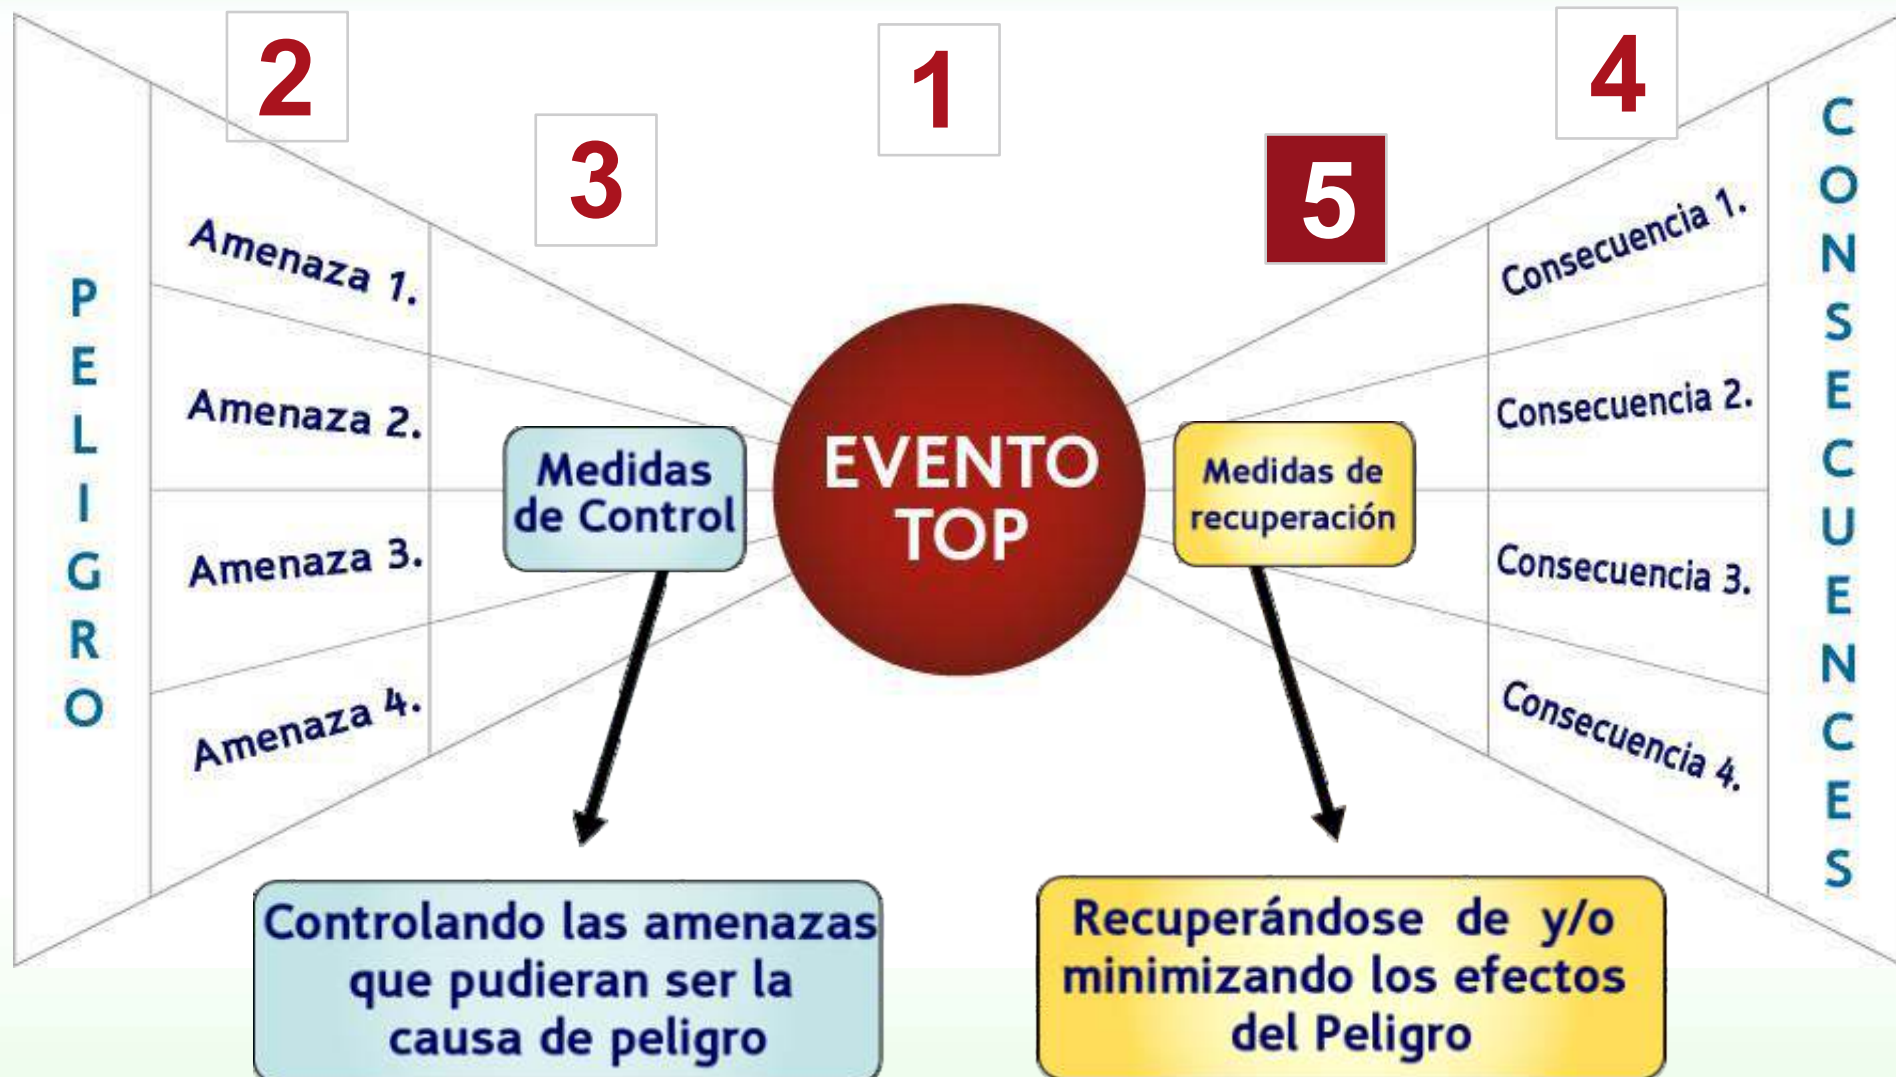 2
3
1
5
4
PELIGRO
Amenaza 1.
Amenaza 2.
Amenaza 3.
Amenaza 4.
Medidas
de Control
EVENTO
TOP
Medidas de
recuperación
Consecuencia 1.
Consecuencia 2.
Consecuencia 3.
Consecuencia 4.
CONSECUENCES
Controlando las amenazas
que pudieran ser la
causa de peligro
Recuperándose de y/o
minimizando los efectos
del Peligro